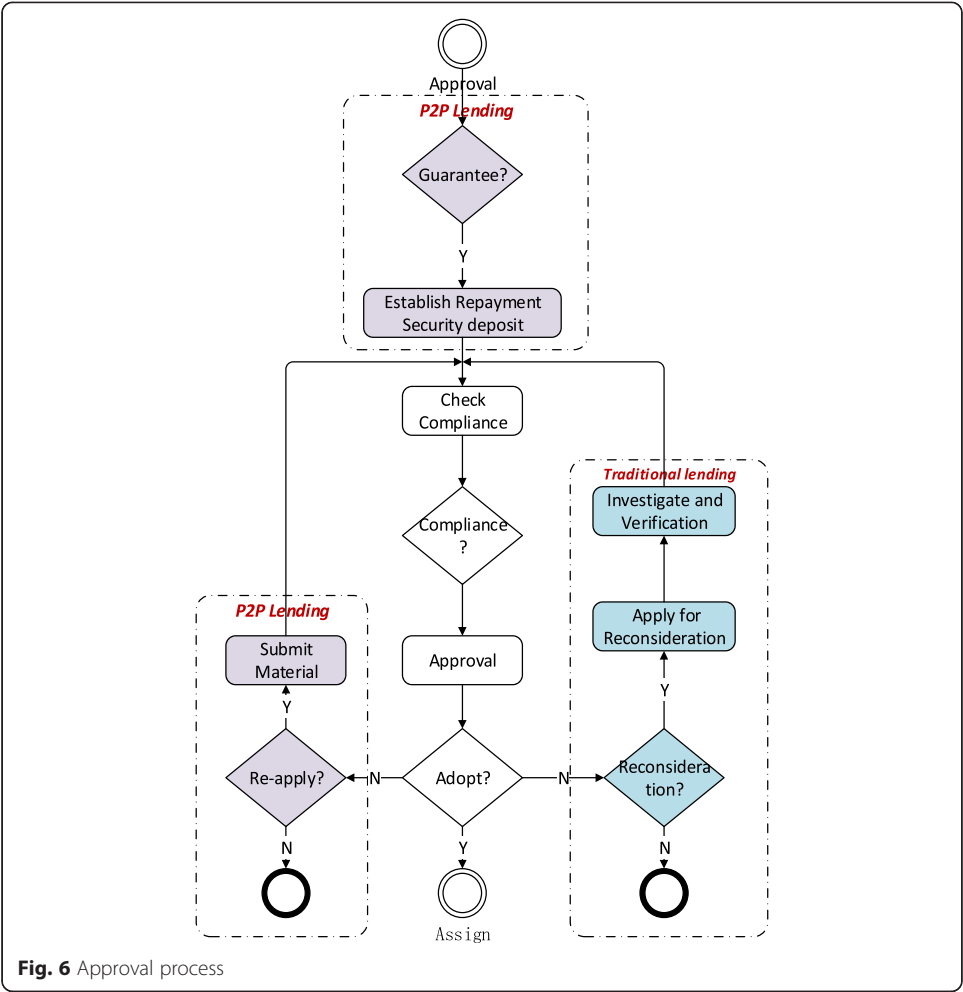 Approval
P2P Lending
Guarantee?
Y
Establish Repayment
Security deposit
Check
Compliance
Traditional lending
Investigate and
Verification
Compliance
?
P2P Lending
Apply for
Reconsideration
Submit
Material
Approval
Y
Y
Re-apply?
N
Adopt?
N
Reconsidera
tion?
N
Y
N
Assign
Fig. 6 Approval process